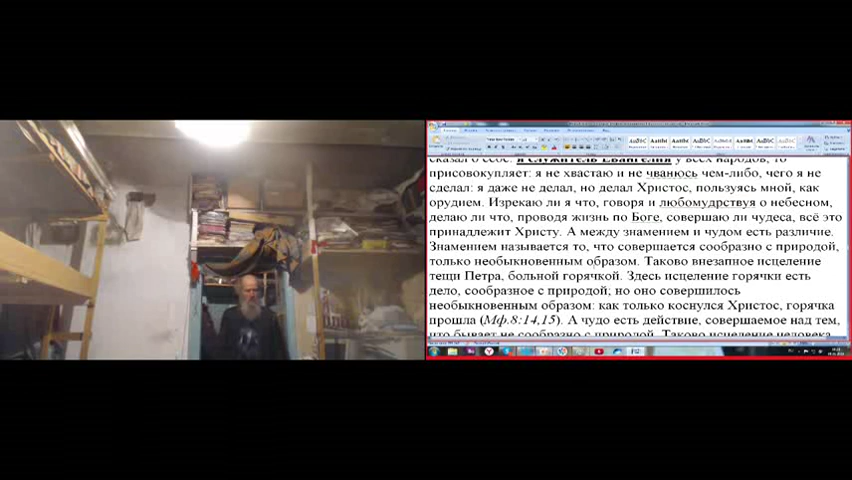 сказал о себе: я служитель Евангелия у всех народов, то
присовокупляет: я не хвастаю и не чванюсь чем-либо, чего я не
сделал: я даже не делал, но делал Христос, пользуясь мной, как
орудием. Изрекаю ли я что, говоря и любомудрствуя о небесном,
делаю ли что, проводя жизнь по Боге, совершаю ли чудеса, всё это
принадлежит Христу. А между знамением и чудом есть различие.
Знамением называется то, что совершается сообразно с природой,
только необыкновенным образом. Таково внезапное исцеление
тещи Петра, больной горячкой. Здесь исцеление горячки есть
дело, сообразное с природой; но оно совершилось
необыкновенным образом: как только коснулся Христос, горячка
прошла (Мф.8:14,15). А чудо есть действие, совершаемое над тем,
что бывает не сообразно с природой. Таково исцеление человека